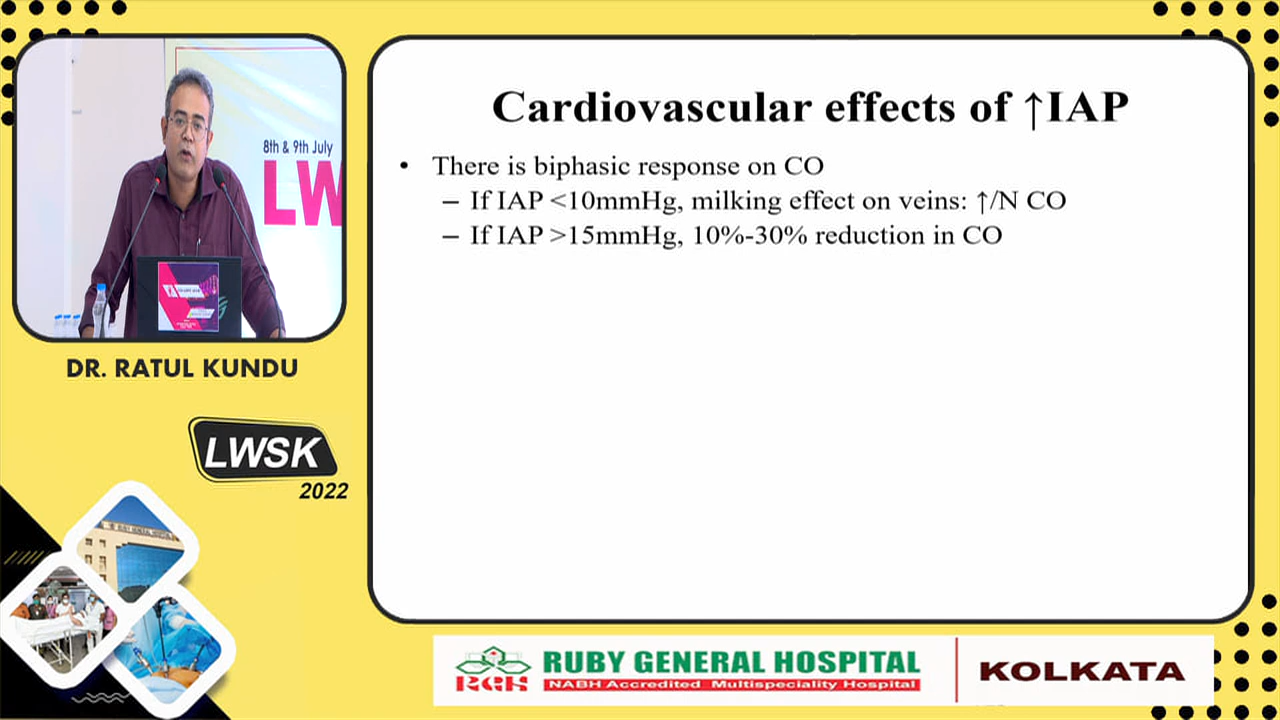 8th & 9th July
LW
DR. RATUL KUNDU
LWSK
2022
Cardiovascular effects of ↑IAP
• There is biphasic response on CO
– If IAP <10mmHg, milking effect on veins: ↑/N CO
– If IAP >15mmHg, 10%-30% reduction in CO
RGH
RUBY GENERAL HOSPITAL
NABH Accredited Multispeciality Hospital
KOLKATA